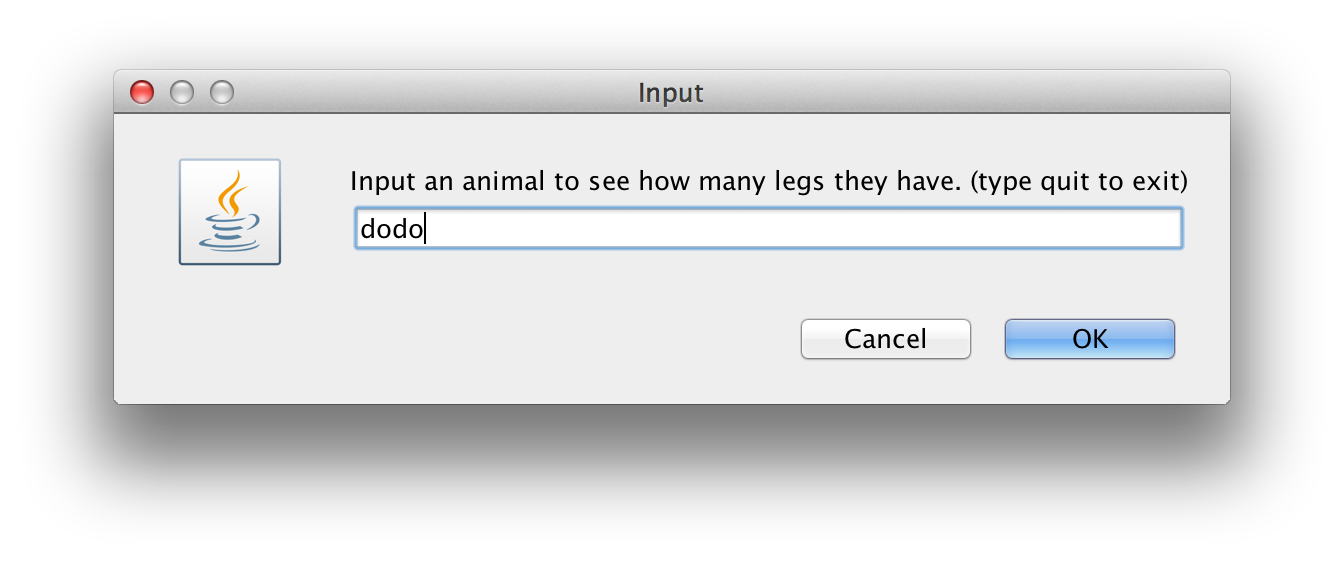 Input
Input an animal to see how many legs they have. (type quit to exit)
dodo
Cancel OK